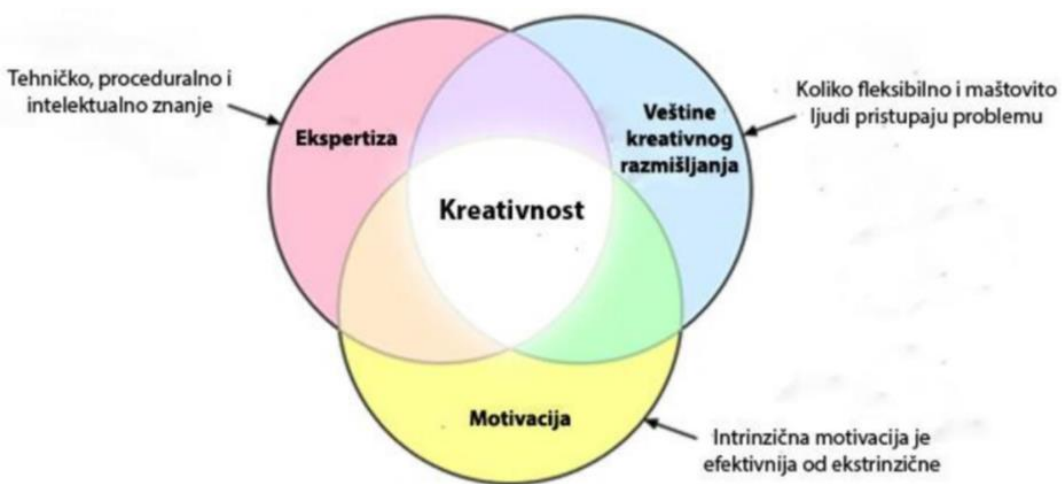 Tehničko, proceduralno i
intelektualno znanje
Ekspertiza
Veštine
kreativnog
razmišljanja
Koliko fleksibilno i maštovito
ljudi pristupaju problemu
Kreativnost
Motivacija
Intrinzična motivacija je
efektivnija od ekstrinzične